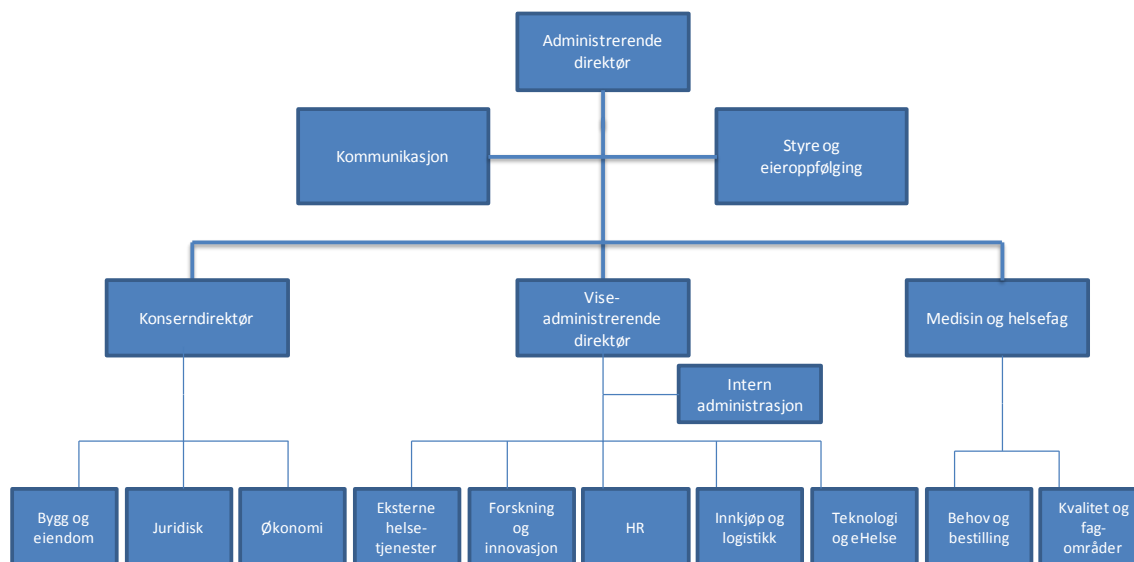 Administrerende
direktør
Kommunikasjon
Styre og
eieroppfølging
Konserndirektør
Vise-
administrerende
direktør
Medisin og helsefag
Intern
administrasjon
Bygg og
eiendom
Juridisk
Økonomi
Eksterne
helse-
tjenester
Forskning
og
innovasjon
HR
Innkjøp og
logistikk
Teknologi
og eHelse
Behov og
bestilling
Kvalitet og
fag-
områder